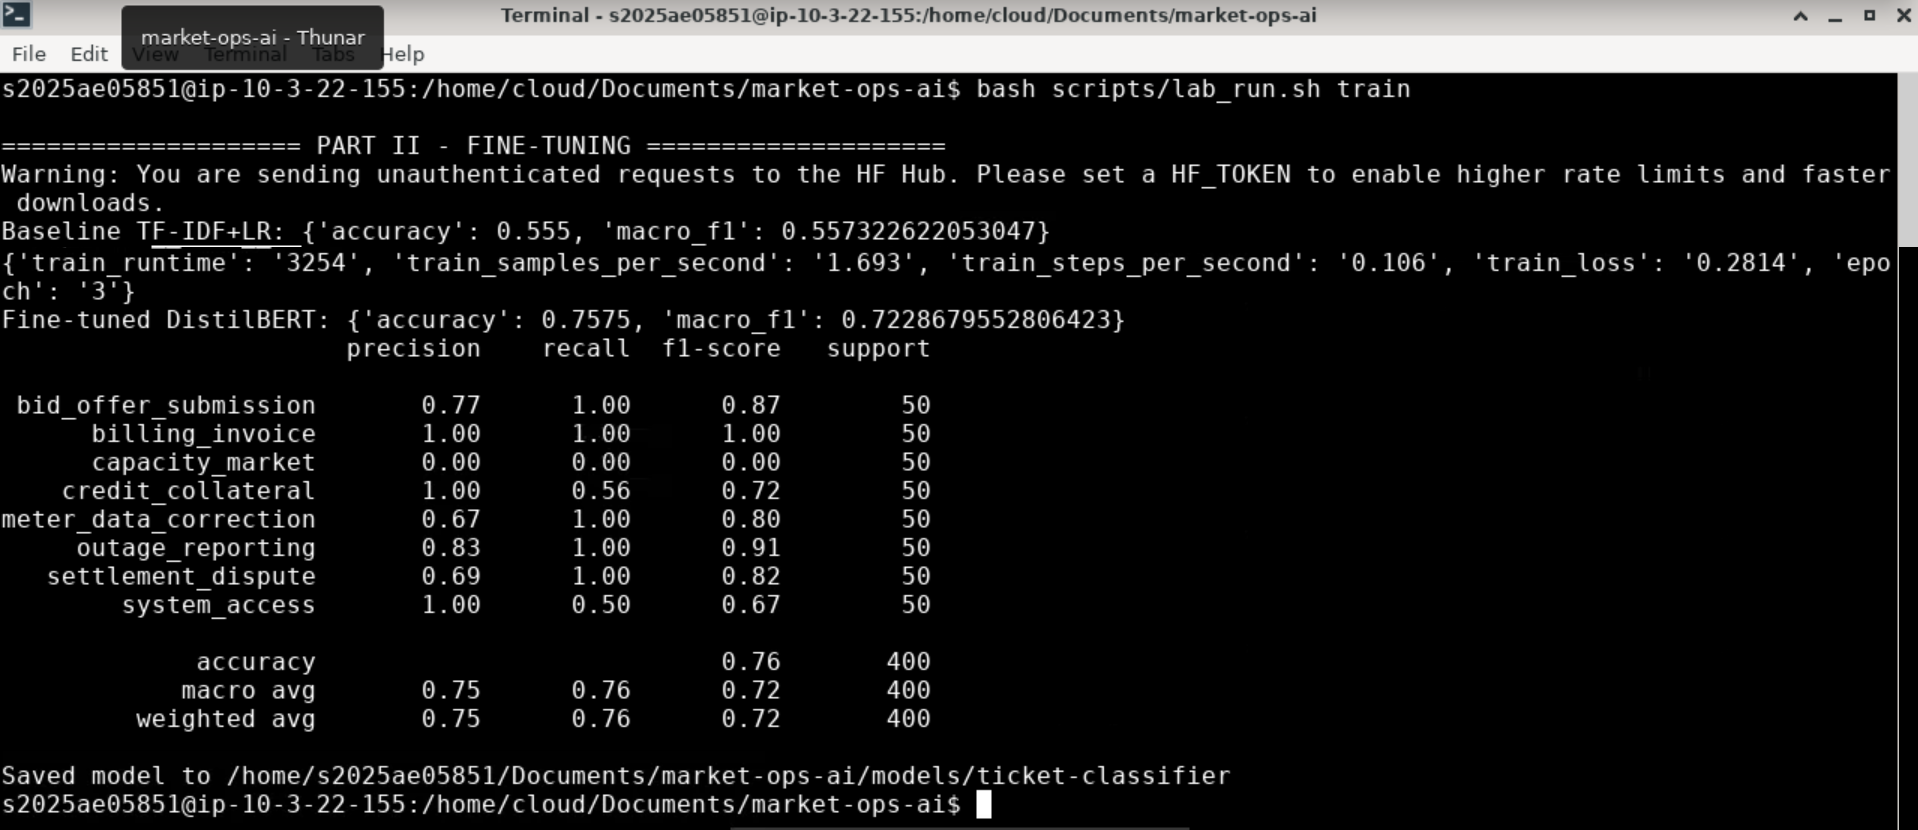 Terminal - s2025ae05851@ip-10-3-22-155:/home/cloud/Documents/market-ops-ai
market-ops-ai - Thunar
File Edit View Terminal Tabs Help
s2025ae05851@ip-10-3-22-155:/home/cloud/Documents/market-ops-ai$ bash scripts/lab_run.sh train
==================== PART II - FINE-TUNING ====================
Warning: You are sending unauthenticated requests to the HF Hub. Please set a HF_TOKEN to enable higher rate limits and faster
downloads.
Baseline TF-IDF+LR: {'accuracy': 0.555, 'macro_f1': 0.557322622053047}
{'train_runtime': '3254', 'train_samples_per_second': '1.693', 'train_steps_per_second': '0.106', 'train_loss': '0.2814', 'epo
ch': '3'}
Fine-tuned DistilBERT: {'accuracy': 0.7575, 'macro_f1': 0.7228679552806423}
precision recall f1-score support
bid_offer_submission 0.77 1.00 0.87 50
billing_invoice 1.00 1.00 1.00 50
capacity_market 0.00 0.00 0.00 50
credit_collateral 1.00 0.56 0.72 50
meter_data_correction 0.67 1.00 0.80 50
outage_reporting 0.83 1.00 0.91 50
settlement_dispute 0.69 1.00 0.82 50
system_access 1.00 0.50 0.67 50
accuracy 0.76 400
macro avg 0.75 0.76 0.72 400
weighted avg 0.75 0.76 0.72 400
Saved model to /home/s2025ae05851/Documents/market-ops-ai/models/ticket-classifier
s2025ae05851@ip-10-3-22-155:/home/cloud/Documents/market-ops-ai$